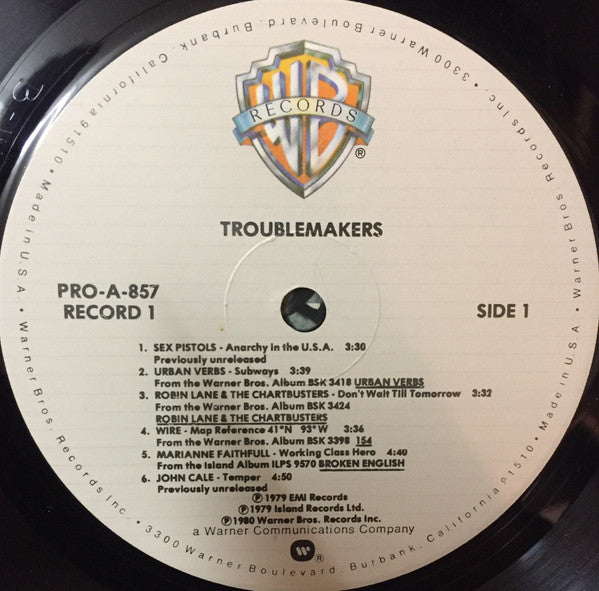 WB
RECORDS
®
TROUBLEMAKERS
PRO-A-857
RECORD 1
SIDE 1
1. SEX PISTOLS - Anarchy in the U.S.A. 3:30
Previously unreleased
2. URBAN VERBS - Subways 3:39
From the Warner Bros. Album BSK 3418 URBAN VERBS
3. ROBIN LANE & THE CHARTBUSTERS - Don't Wait Till Tomorrow 3:32
From the Warner Bros. Album BSK 3424
ROBIN LANE & THE CHARTBUSTERS
4. WIRE - Map Reference 41°N 93°W 3:36
From the Warner Bros. Album BSK 3398 154
5. MARIANNE FAITHFULL - Working Class Hero 4:40
From the Island Album ILPS 9570 BROKEN ENGLISH
6. JOHN CALE - Temper 4:50
Previously unreleased
℗1979 EMI Records
℗1979 Island Records Ltd.
℗1980 Warner Bros. Records Inc.
a Warner Communications Company
®
Warner Bros. Records Inc. • 3300 Warner Boulevard. Burbank. California 91510 • Made in U.S.A. •
Warner Bros. Records Inc. • 3300 Warner Boulevard. Burbank. California 91510 • Made in U.S.A. •